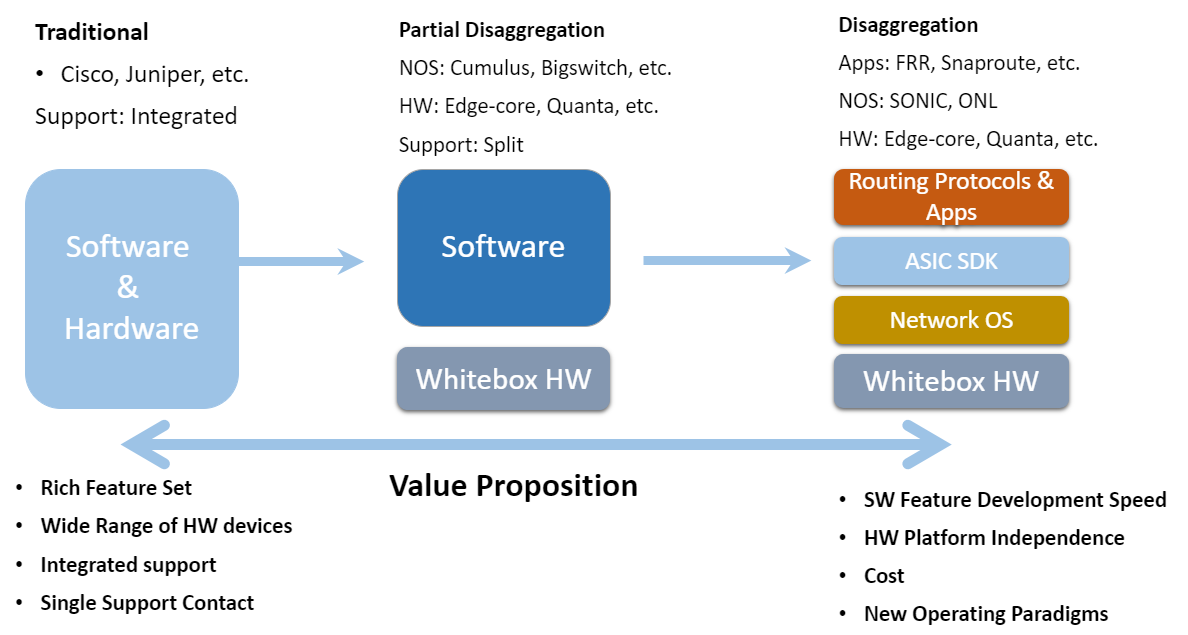 Traditional
• Cisco, Juniper, etc.
Support: Integrated
Partial Disaggregation
NOS: Cumulus, Bigswitch, etc.
HW: Edge-core, Quanta, etc.
Support: Split
Disaggregation
Apps: FRR, Snaproute, etc.
NOS: SONIC, ONL
HW: Edge-core, Quanta, etc.
Software
&
Hardware
Software
Whitebox HW
Routing Protocols &
Apps
ASIC SDK
Network OS
Whitebox HW
Value Proposition
• Rich Feature Set
• Wide Range of HW devices
• Integrated support
• Single Support Contact
• SW Feature Development Speed
• HW Platform Independence
• Cost
• New Operating Paradigms